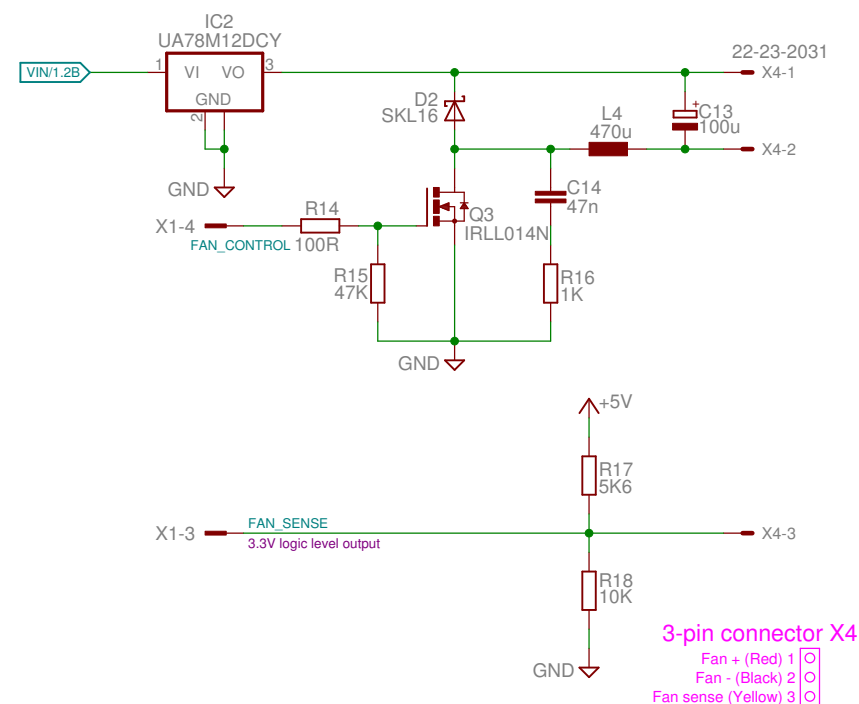 IC2
UA78M12DCY
VIN/1.2B
1
VI
VO
3
GND
2
GND
22-23-2031
X4-1
D2
SKL16
L4
470u
+
C13
100u
X4-2
C14
47n
Q3
IRLL014N
X1-4
FAN_CONTROL
R14
100R
R15
47K
R16
1K
GND
+5V
R17
5K6
X1-3
FAN_SENSE
3.3V logic level output
X4-3
R18
10K
GND
3-pin connector X4
Fan + (Red) 1
Fan - (Black) 2
Fan sense (Yellow) 3